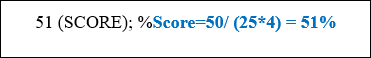 51 (SCORE); %Score=50/ (25*4) = 51%